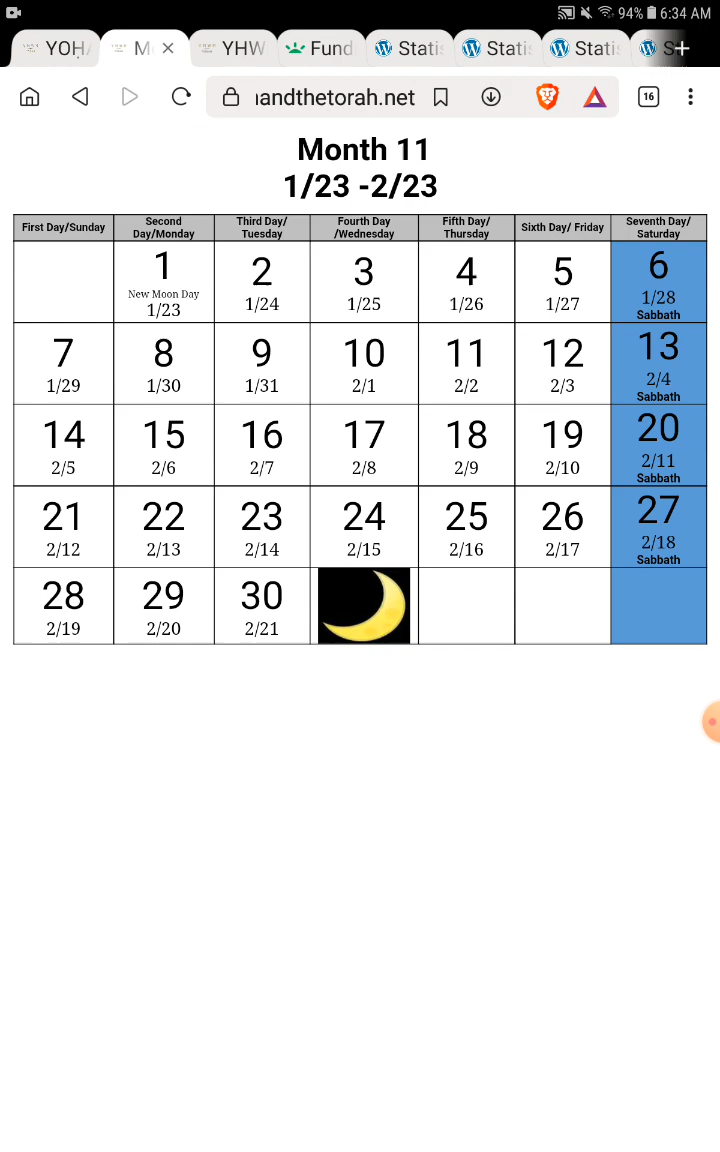 94% 6:34 AM
YOHA M × YHW Fund Statis Statis Statis S +
andthetorah.net 16
Month 11
1/23 -2/23
First Day/Sunday Second Day/Monday Third Day/ Tuesday Fourth Day /Wednesday Fifth Day/ Thursday Sixth Day/ Friday Seventh Day/ Saturday
1 2 3 4 5 6
New Moon Day
1/23 1/24 1/25 1/26 1/27 1/28
Sabbath
7 8 9 10 11 12 13
1/29 1/30 1/31 2/1 2/2 2/3 2/4
Sabbath
14 15 16 17 18 19 20
2/5 2/6 2/7 2/8 2/9 2/10 2/11
Sabbath
21 22 23 24 25 26 27
2/12 2/13 2/14 2/15 2/16 2/17 2/18
Sabbath
28 29 30
2/19 2/20 2/21